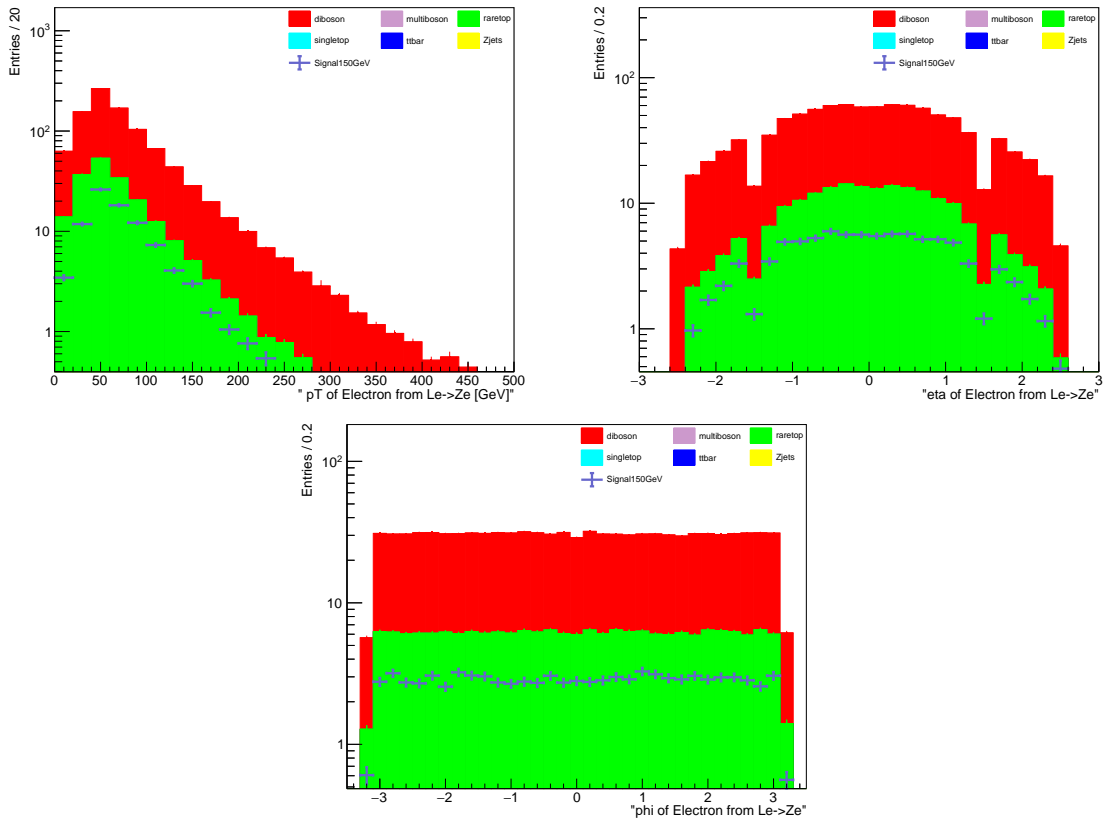 Entries / 20
diboson multiboson raretop
singletop ttbar Zjets
Signal150GeV
10³
10²
10
1
0 50 100 150 200 250 300 350 400 450 500
" pT of Electron from Le->Ze [GeV]"
Entries / 0.2
diboson multiboson raretop
singletop ttbar Zjets
Signal150GeV
10²
10
1
−3 −2 −1 0 1 2 3
"eta of Electron from Le->Ze"
Entries / 0.2
diboson multiboson raretop
singletop ttbar Zjets
Signal150GeV
10²
10
1
−3 −2 −1 0 1 2 3
"phi of Electron from Le->Ze"